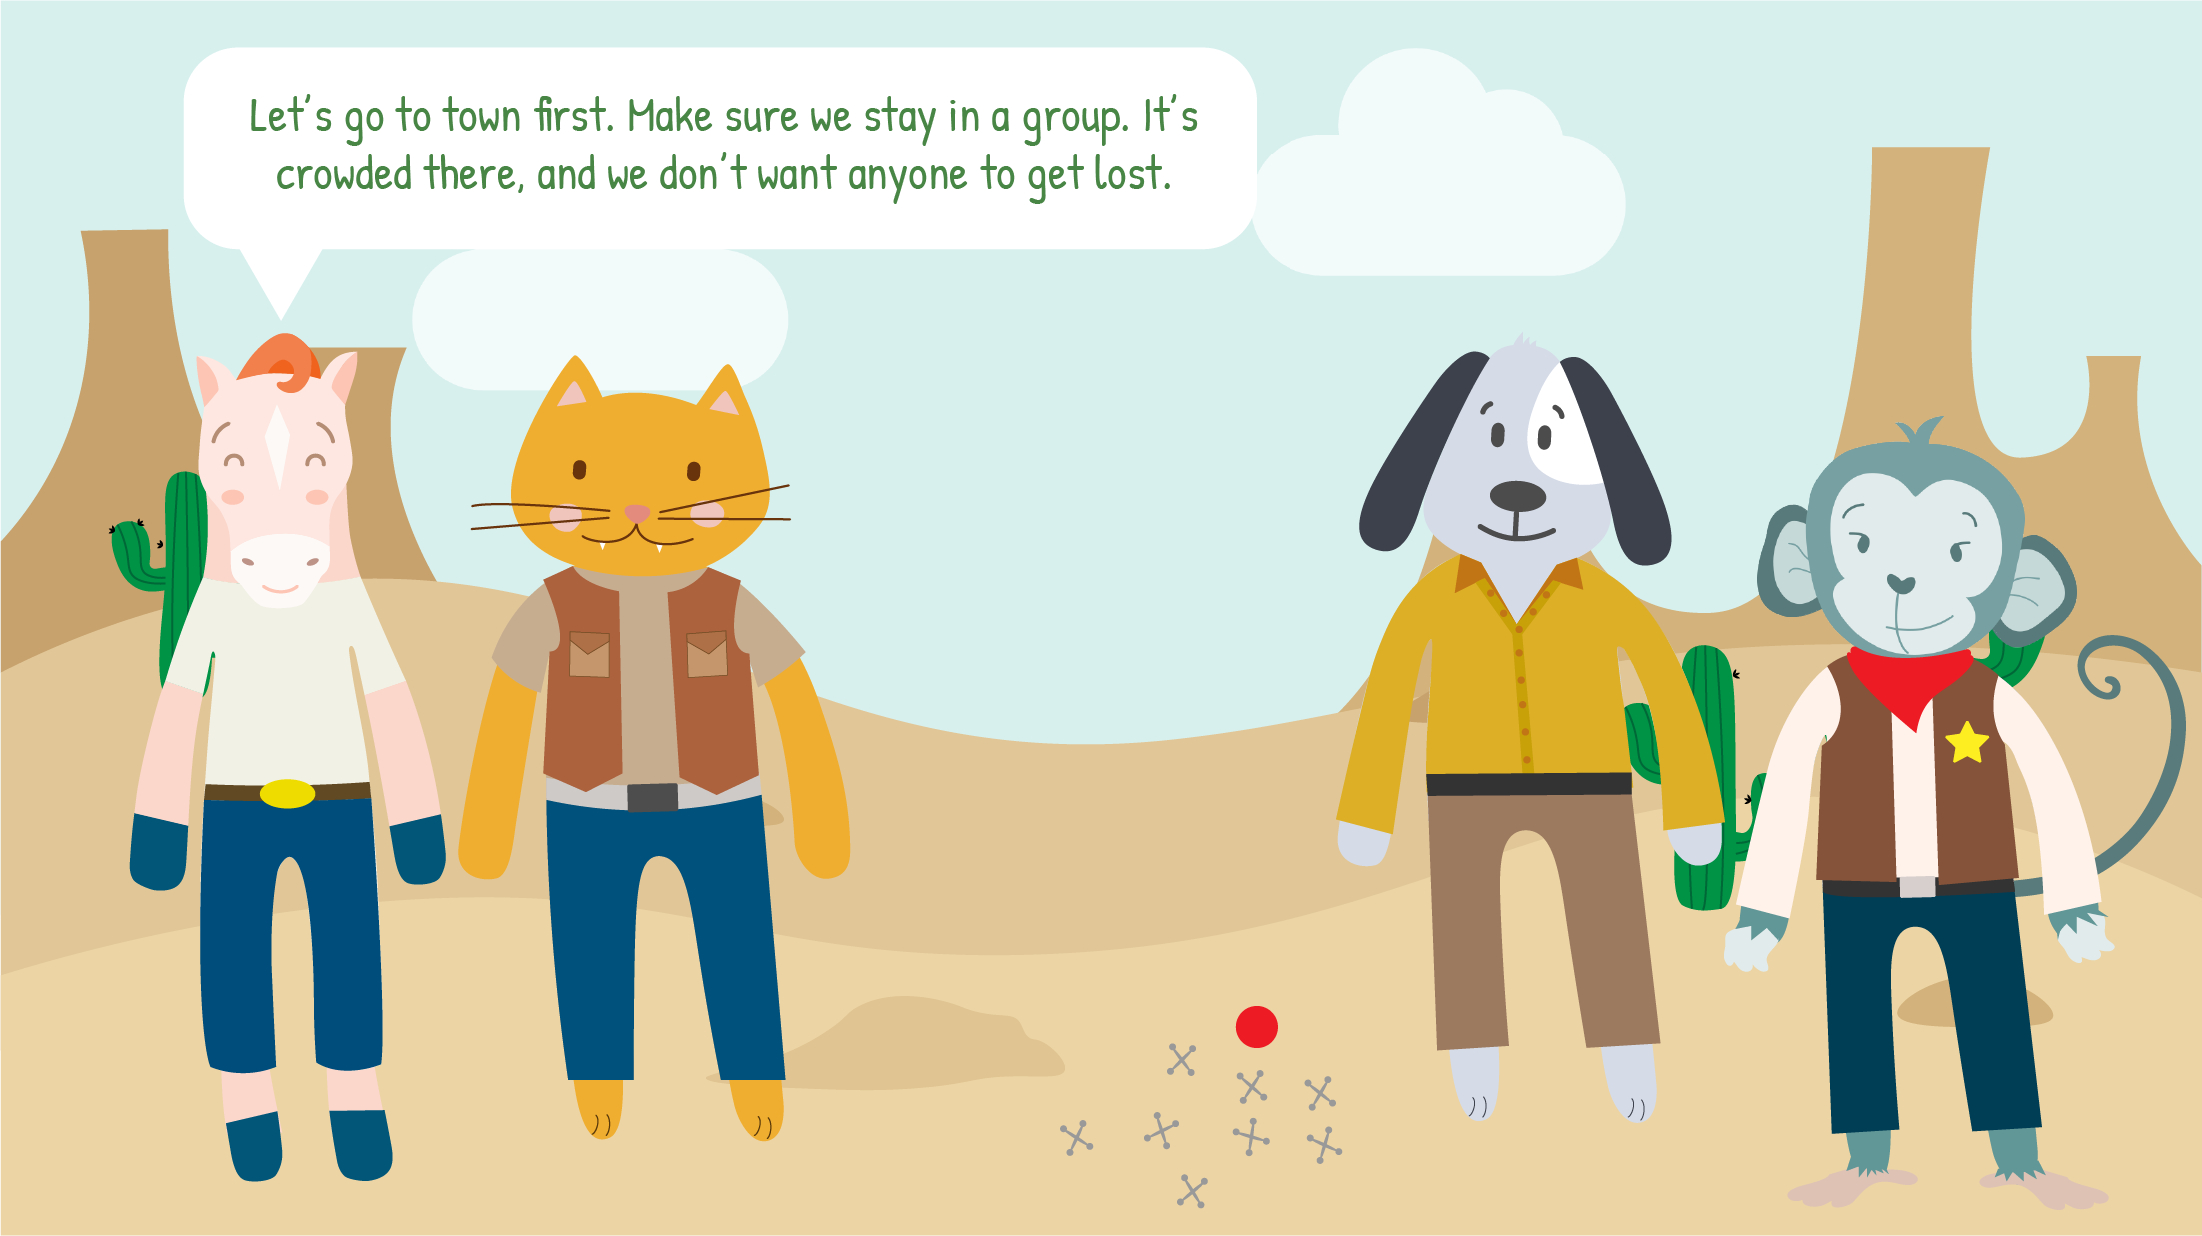 Let's go to town first. Make sure we stay in a group. It's
crowded there, and we don't want anyone to get lost.